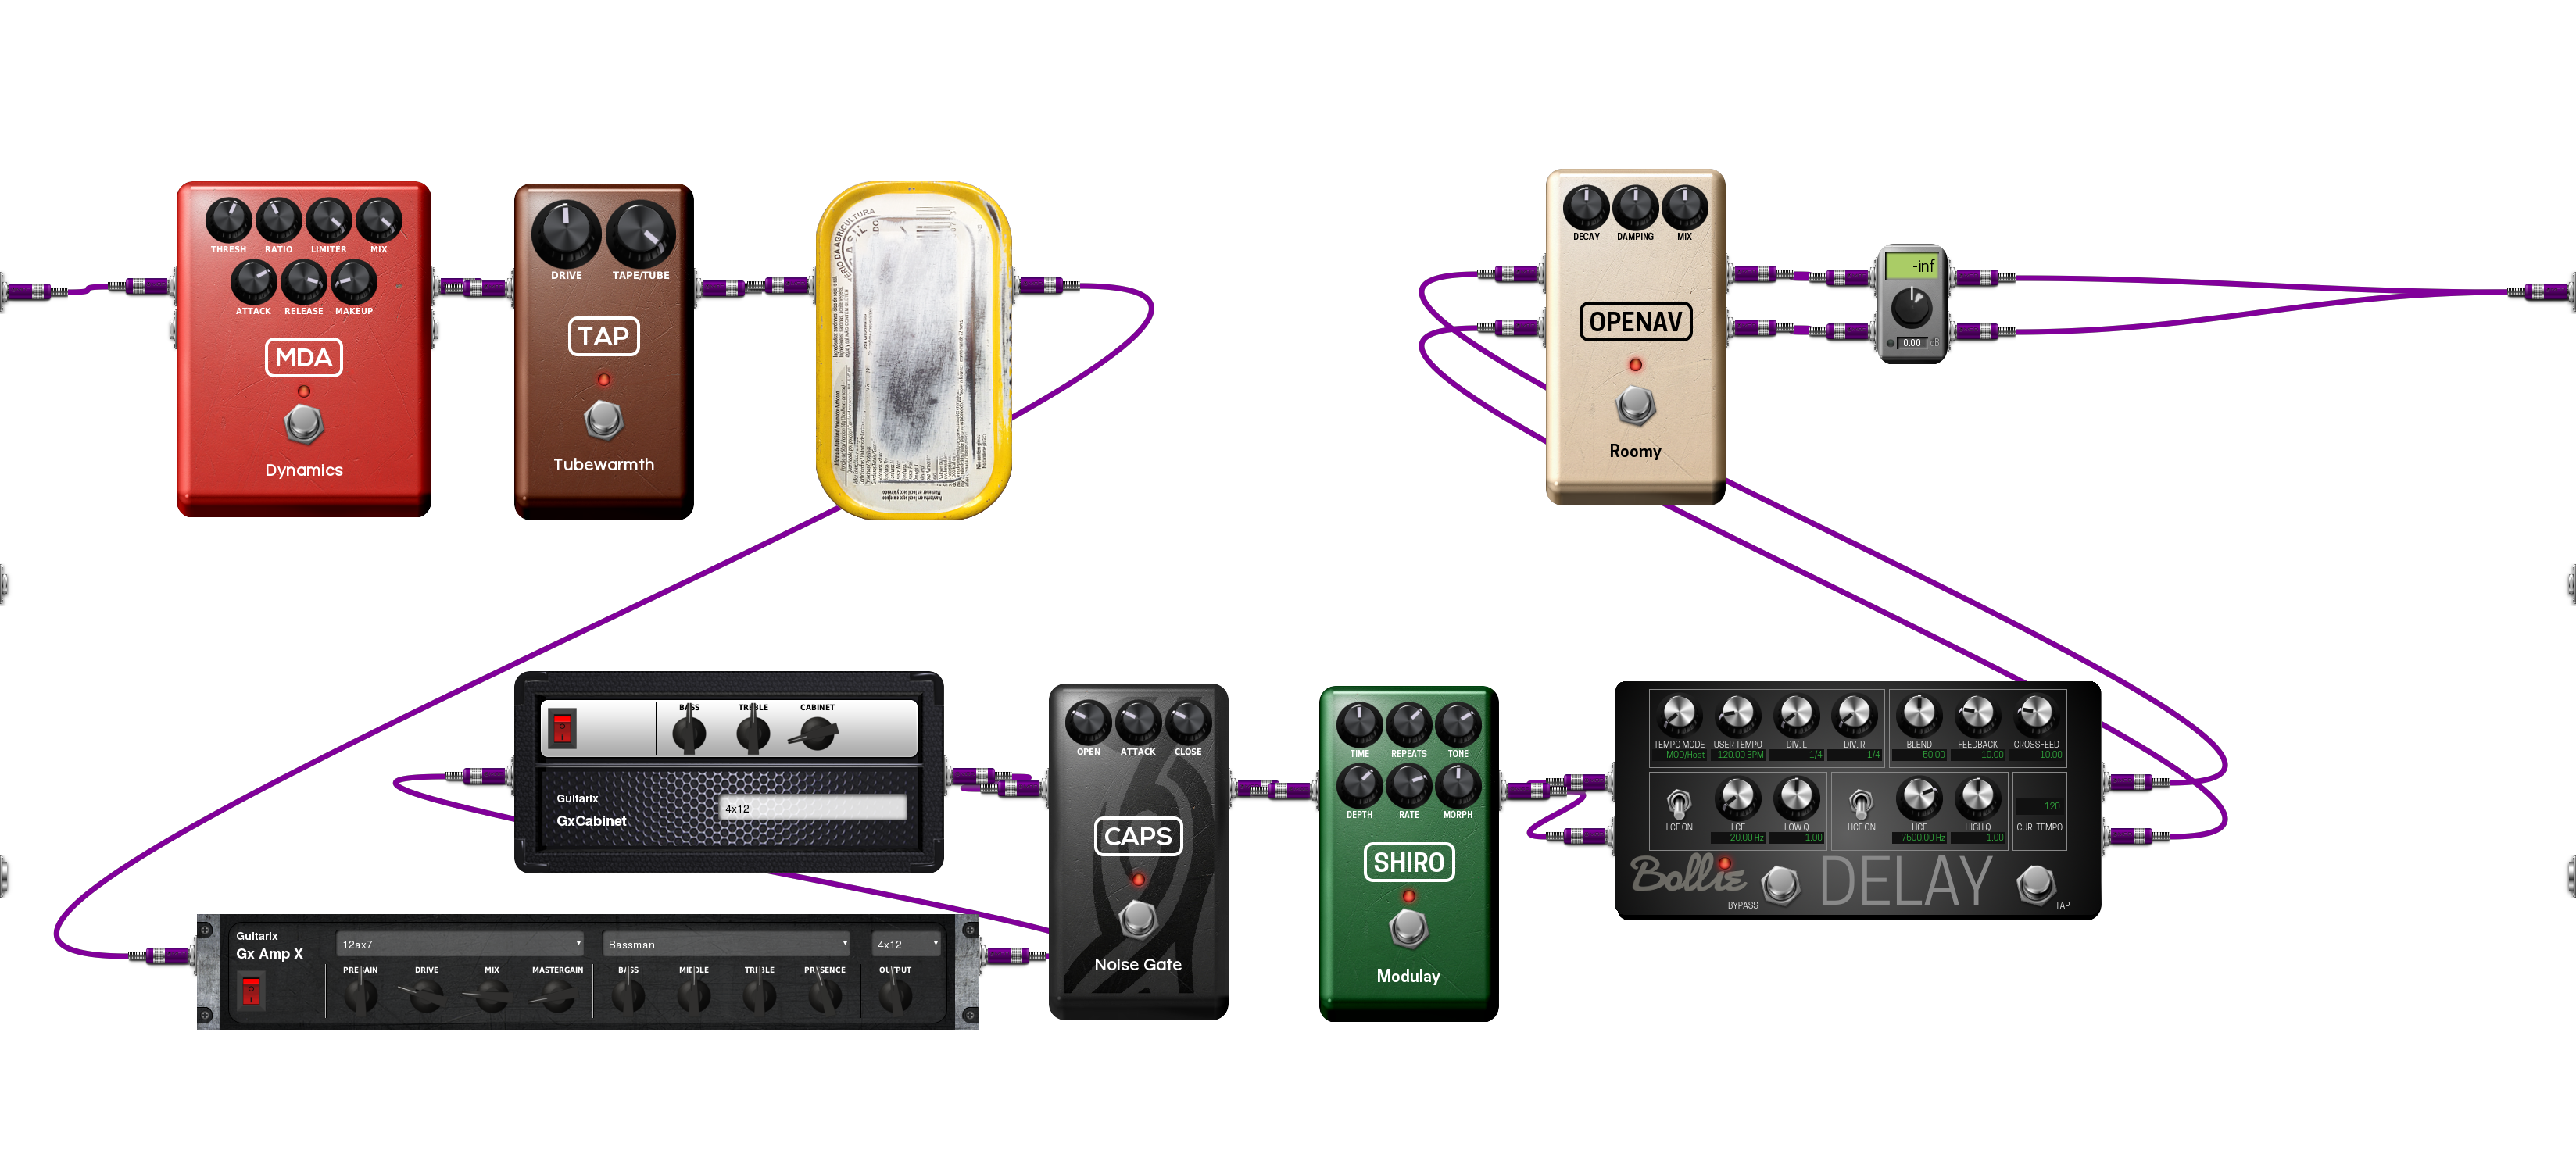 THRESH RATIO LIMITER MIX
ATTACK RELEASE MAKEUP
MDA
Dynamics
DRIVE TAPE/TUBE
TAP
Tubewarmth
DECAY DAMPING MIX
OPENAV
Roomy
-inf
0.00 dB
BASS TREBLE CABINET
Guitarix
GxCabinet
4x12
Guitarix
Gx Amp X
12ax7 Bassman 4x12
DRIVE MIX MASTERGAIN
BASS MIDDLE TREBLE PRESENCE OUTPUT
OPEN ATTACK CLOSE
CAPS
Noise Gate
TIME REPEATS TONE
DEPTH RATE MORPH
SHIRO
Modulay
TEMPO MODE USER TEMPO DIV. L DIV. R BLEND FEEDBACK CROSSFEED
MOD/Host 120.00 BPM 1/4 1/4 50.00 10.00 10.00
120
LCF ON LCF LOW Q HCF ON HCF HIGH Q CUR. TEMPO
20.00 Hz 1.00 7500.00 Hz 1.00
Bollie DELAY
BYPASS TAP